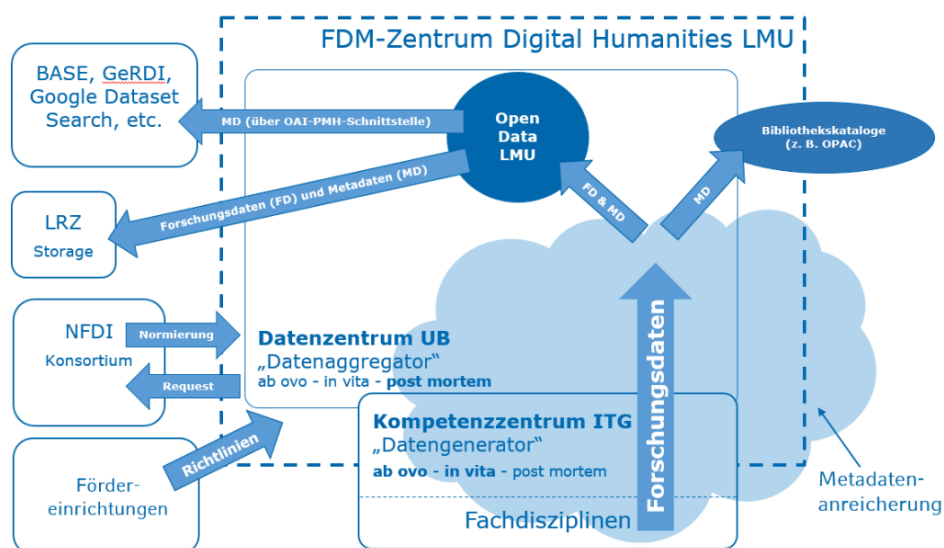 FDM-Zentrum Digital Humanities LMU
BASE, GeRDI,
Google Dataset
Search, etc.
MD (über OAI-PMH-Schnittstelle)
Open
Data
LMU
Bibliothekskataloge
(z. B. OPAC)
Forschungsdaten (FD) und Metadaten (MD)
FD & MD
MD
LRZ
Storage
NFDI
Konsortium
Normierung
Request
Datenzentrum UB
„Datenaggregator“
ab ovo - in vita - post mortem
Forschungsdaten
Kompetenzzentrum ITG
„Datengenerator“
ab ovo - in vita - post mortem
Fachdisziplinen
Richtlinien
Förder-
einrichtungen
Metadaten-
anreicherung